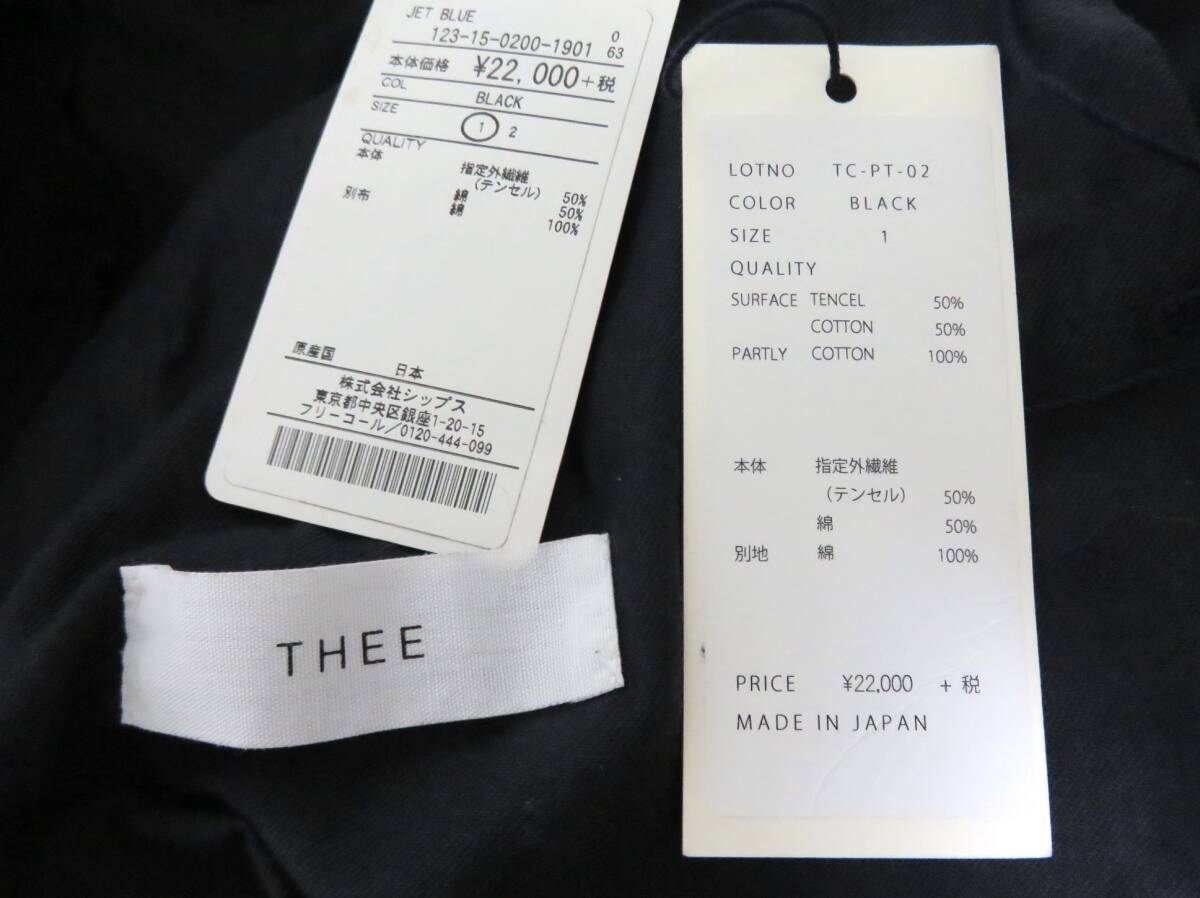 JET BLUE
123-15-0200-1901 0 63
本体価格 ¥22,000+税
COL BLACK
SIZE 1 2
QUALITY
本体 指定外繊維
(テンセル) 50%
綿 50%
別布 綿 100%
原産国 日本
株式会社シップス
東京都中央区銀座1-20-15
フリーコール/0120-444-099
THEE
LOTNO TC-PT-02
COLOR BLACK
SIZE 1
QUALITY
SURFACE TENCEL 50%
COTTON 50%
PARTLY COTTON 100%
本体 指定外繊維
(テンセル) 50%
綿 50%
別地 綿 100%
PRICE ¥22,000 + 税
MADE IN JAPAN